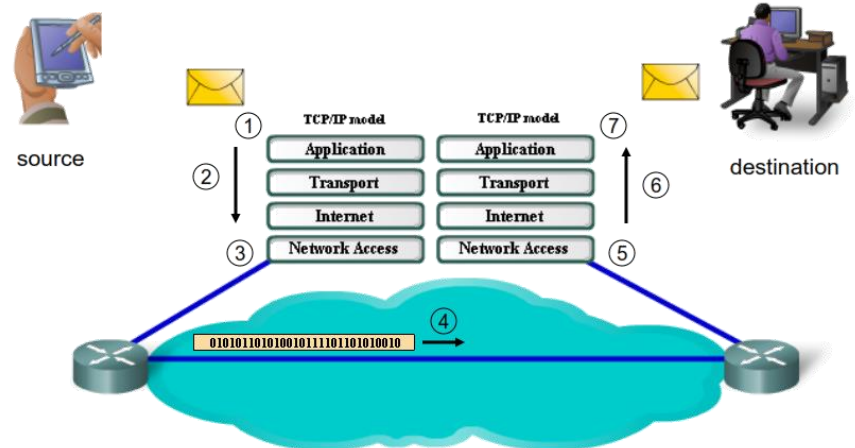 source
①
②
③
TCP/IP model
Application
Transport
Internet
Network Access
TCP/IP model
Application
Transport
Internet
Network Access
⑦
⑥
⑤
destination
010101101010010111101101010010
④